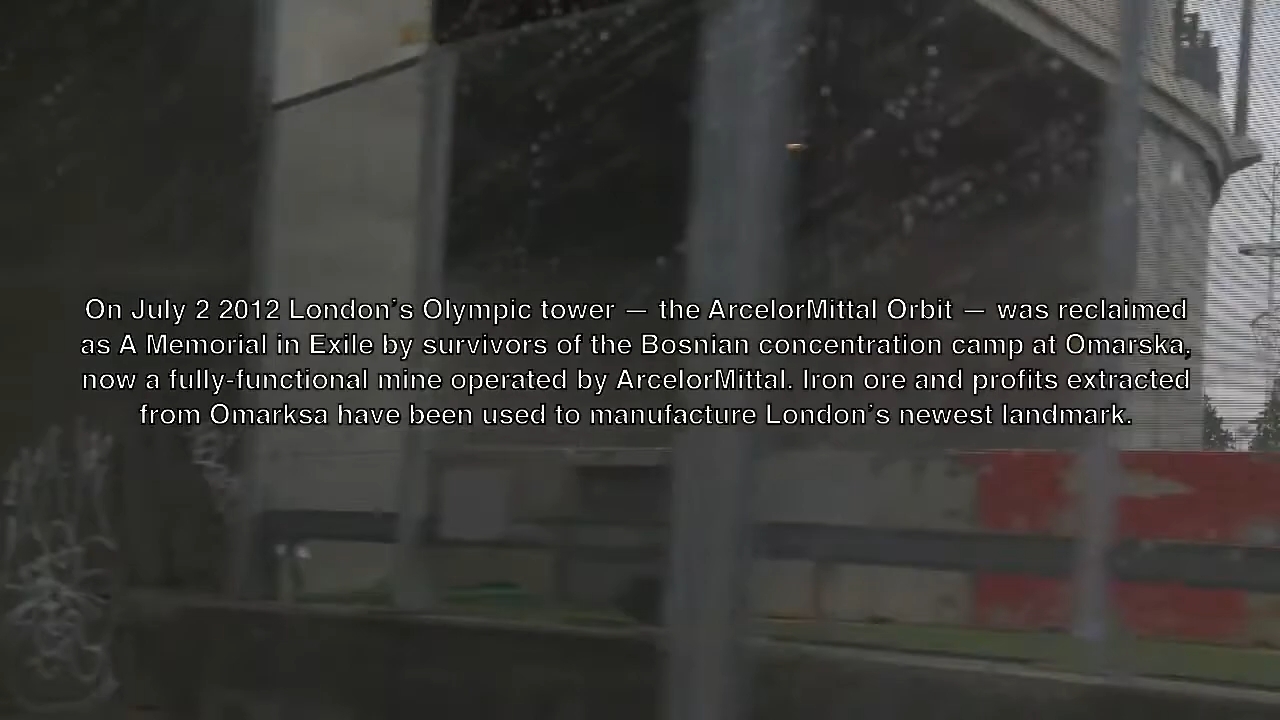 On July 2 2012 London’s Olympic tower — the ArcelorMittal Orbit — was reclaimed
as A Memorial in Exile by survivors of the Bosnian concentration camp at Omarska,
now a fully-functional mine operated by ArcelorMittal. Iron ore and profits extracted
from Omarksa have been used to manufacture London’s newest landmark.